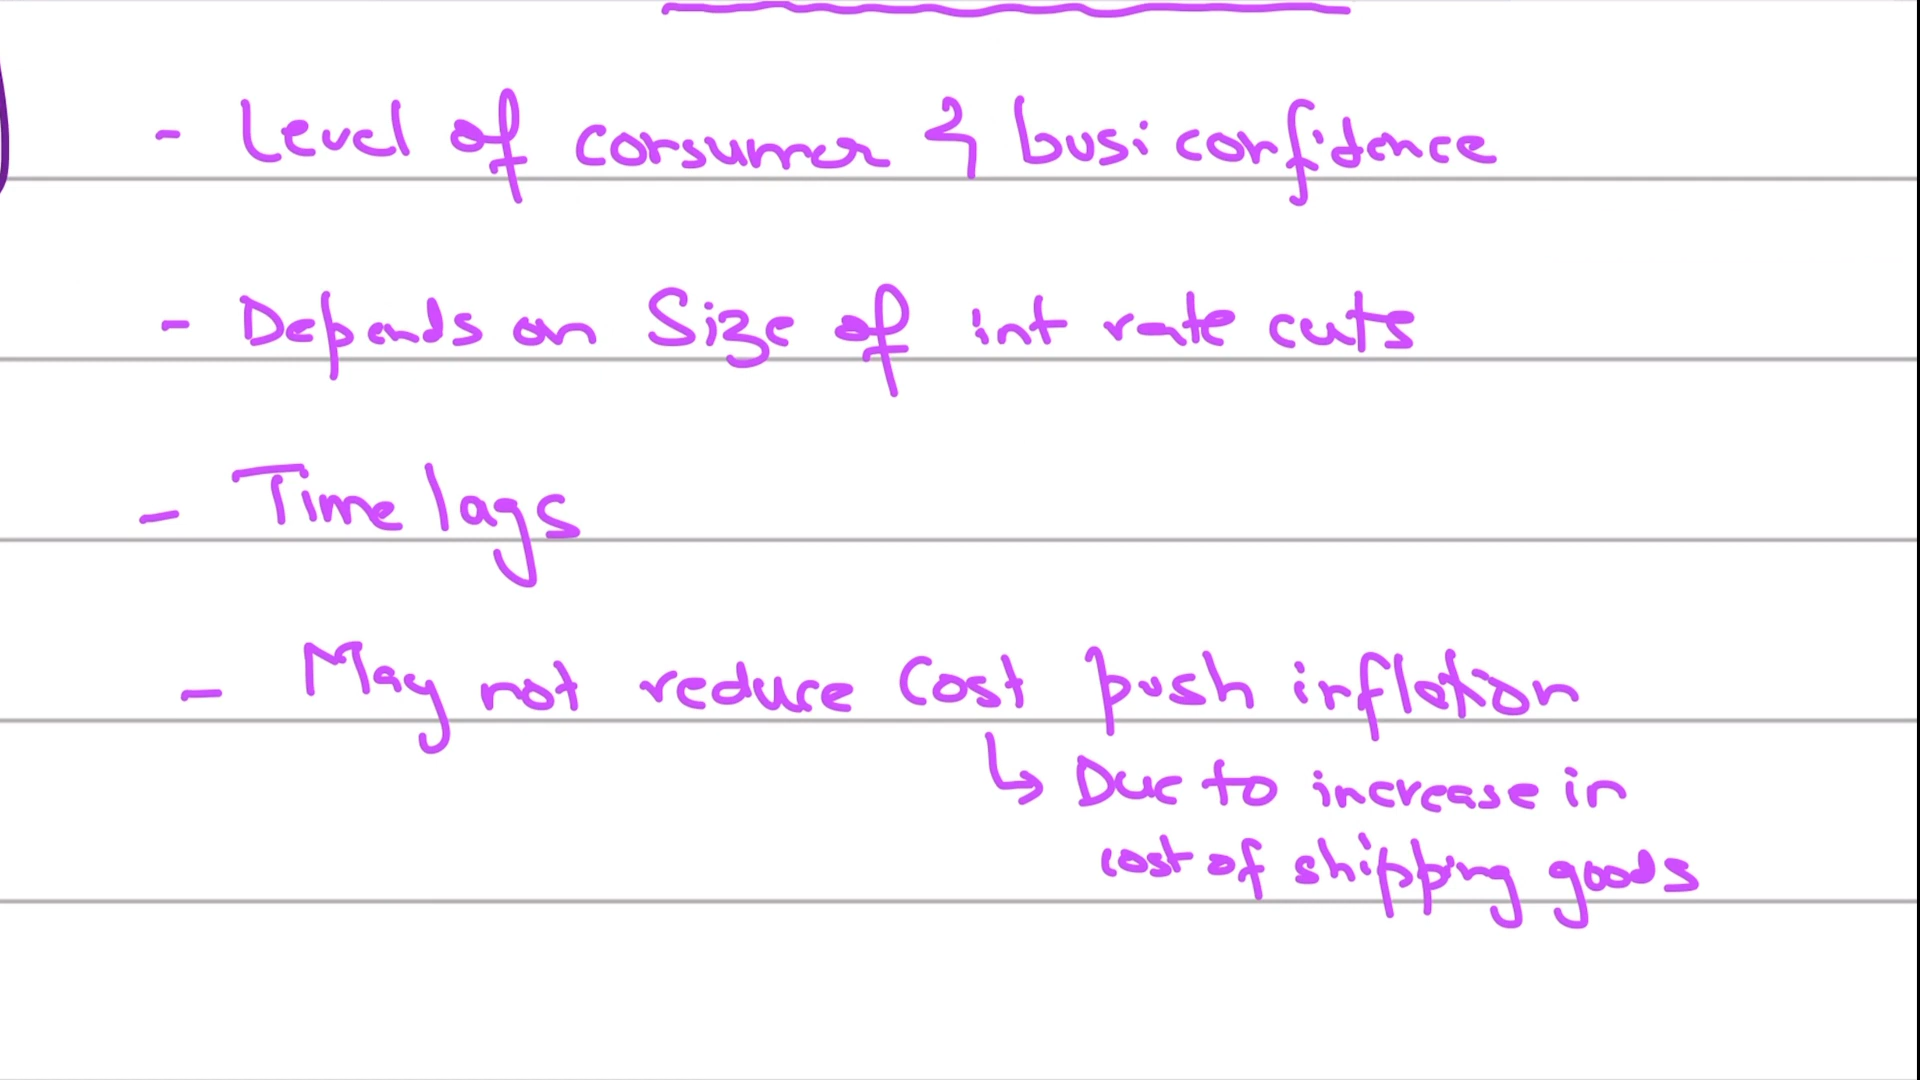 - Level of consumer & busi confidence
- Depends on Size of int rate cuts
- Time lags
- May not reduce Cost push inflation
↳ Due to increase in
cost of shipping goods